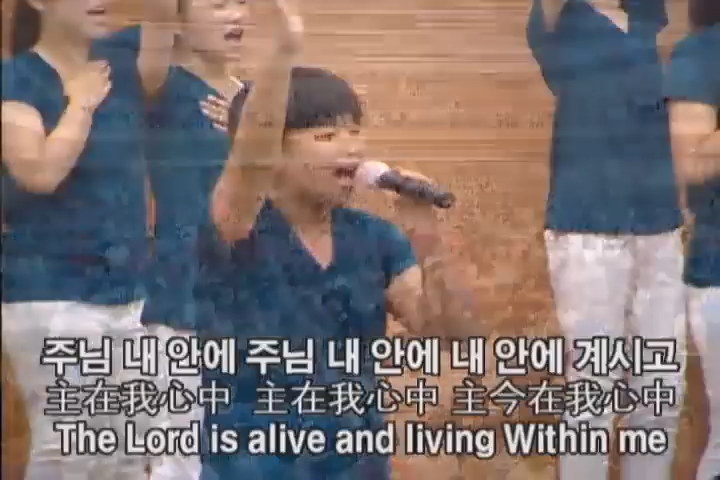 주님 내 안에 주님 내 안에 내 안에 계시고
主在我心中 主在我心中 主今在我心中
The Lord is alive and living Within me